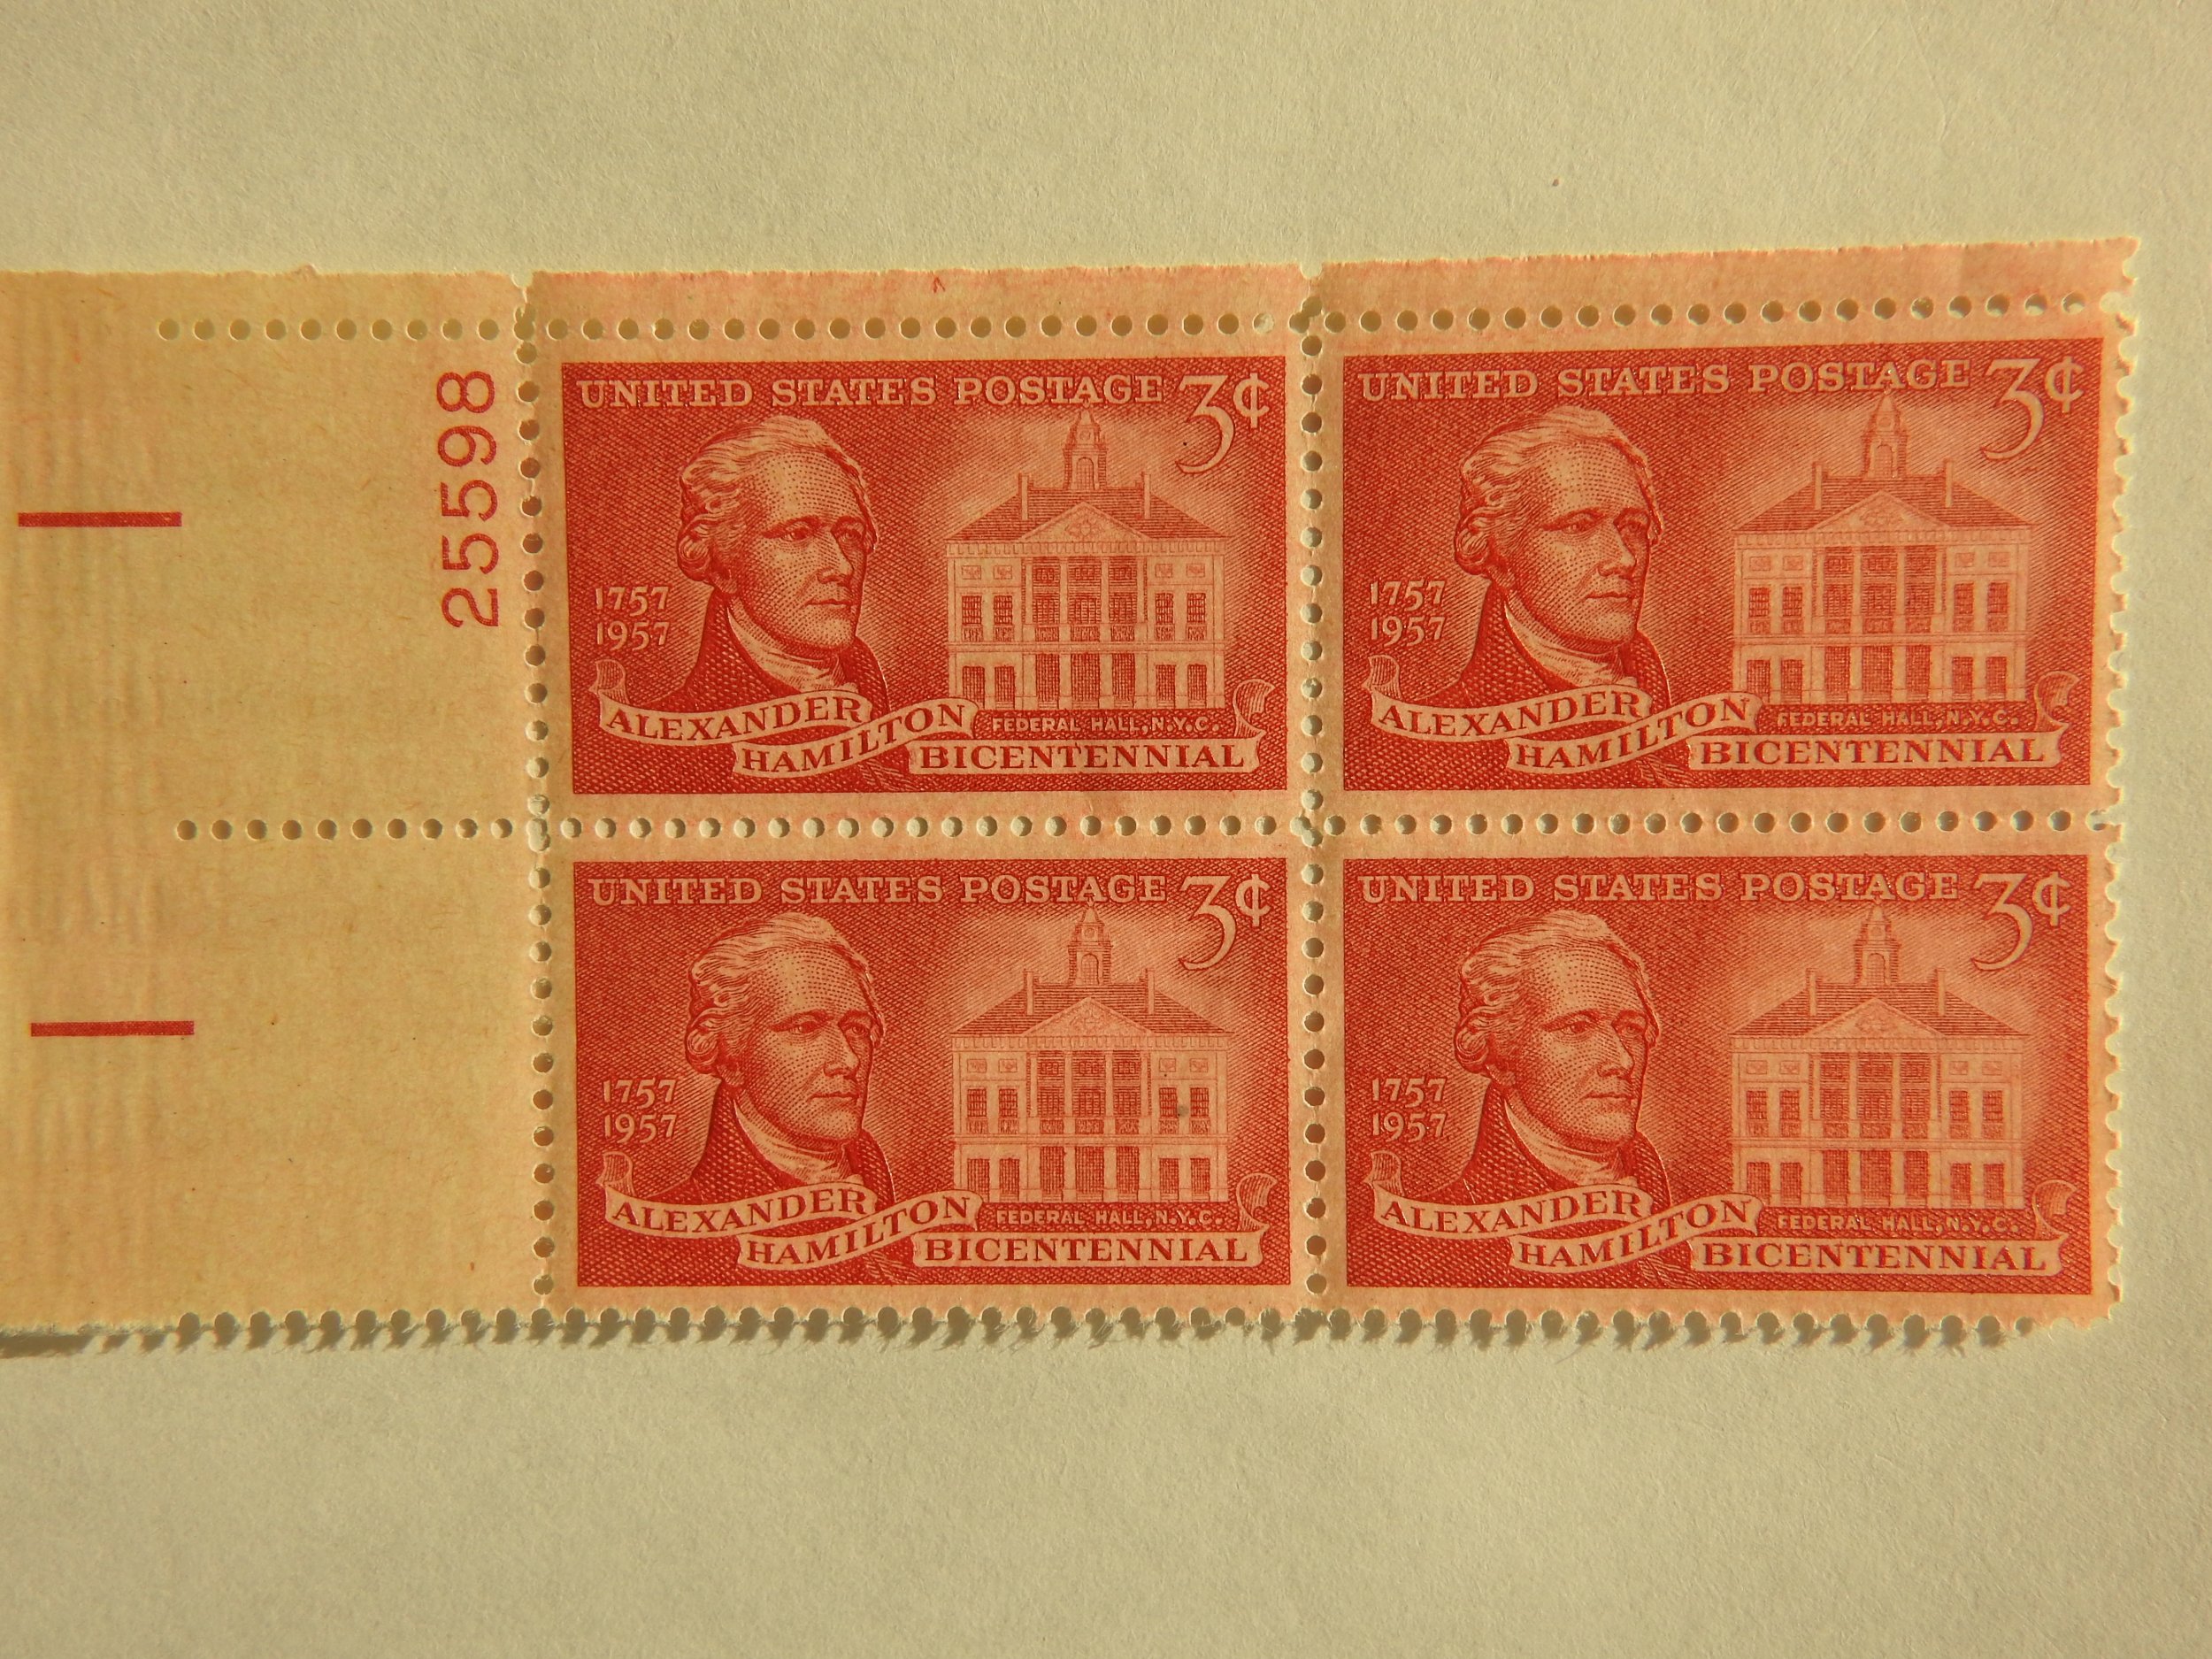 25598
UNITED STATES POSTAGE 3¢
1757
1957
ALEXANDER
HAMILTON
FEDERAL HALL, N.Y.C.
BICENTENNIAL
UNITED STATES POSTAGE 3¢
1757
1957
ALEXANDER
HAMILTON
FEDERAL HALL, N.Y.C.
BICENTENNIAL
UNITED STATES POSTAGE 3¢
1757
1957
ALEXANDER
HAMILTON
FEDERAL HALL, N.Y.C.
BICENTENNIAL
UNITED STATES POSTAGE 3¢
1757
1957
ALEXANDER
HAMILTON
FEDERAL HALL, N.Y.C.
BICENTENNIAL